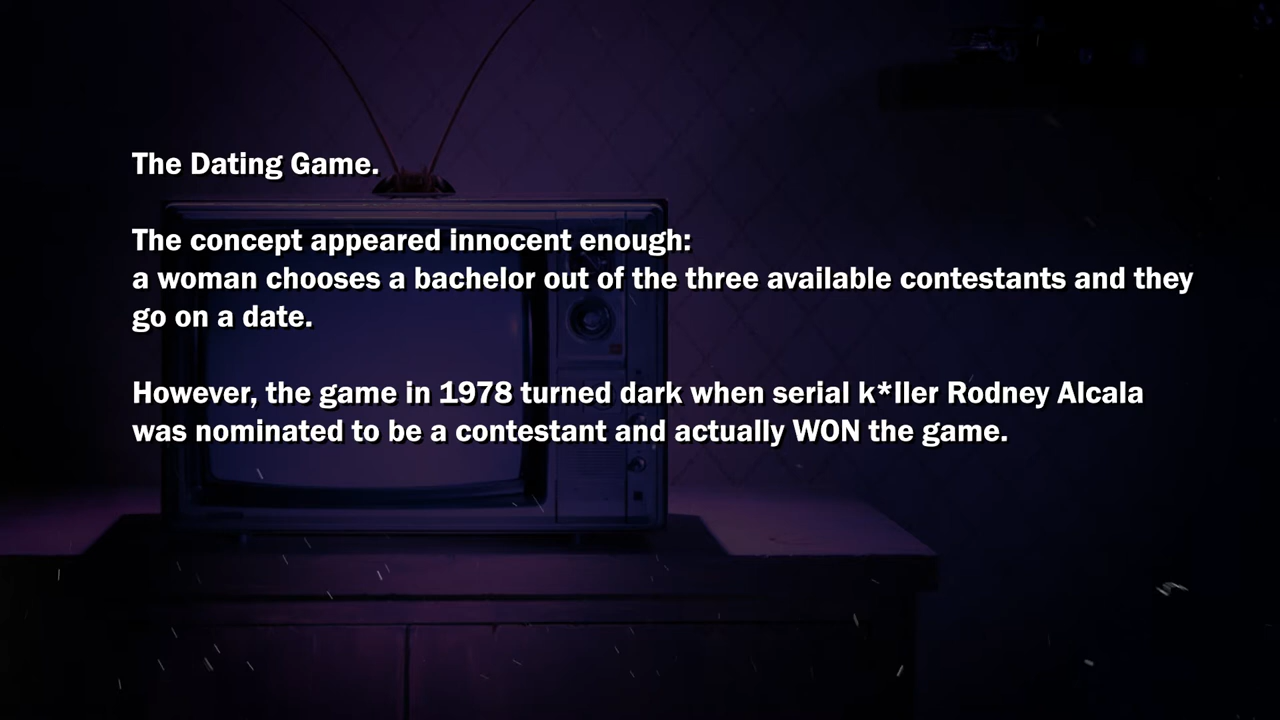 The Dating Game.
The concept appeared innocent enough:
a woman chooses a bachelor out of the three available contestants and they
go on a date.
However, the game in 1978 turned dark when serial k*ller Rodney Alcala
was nominated to be a contestant and actually WON the game.